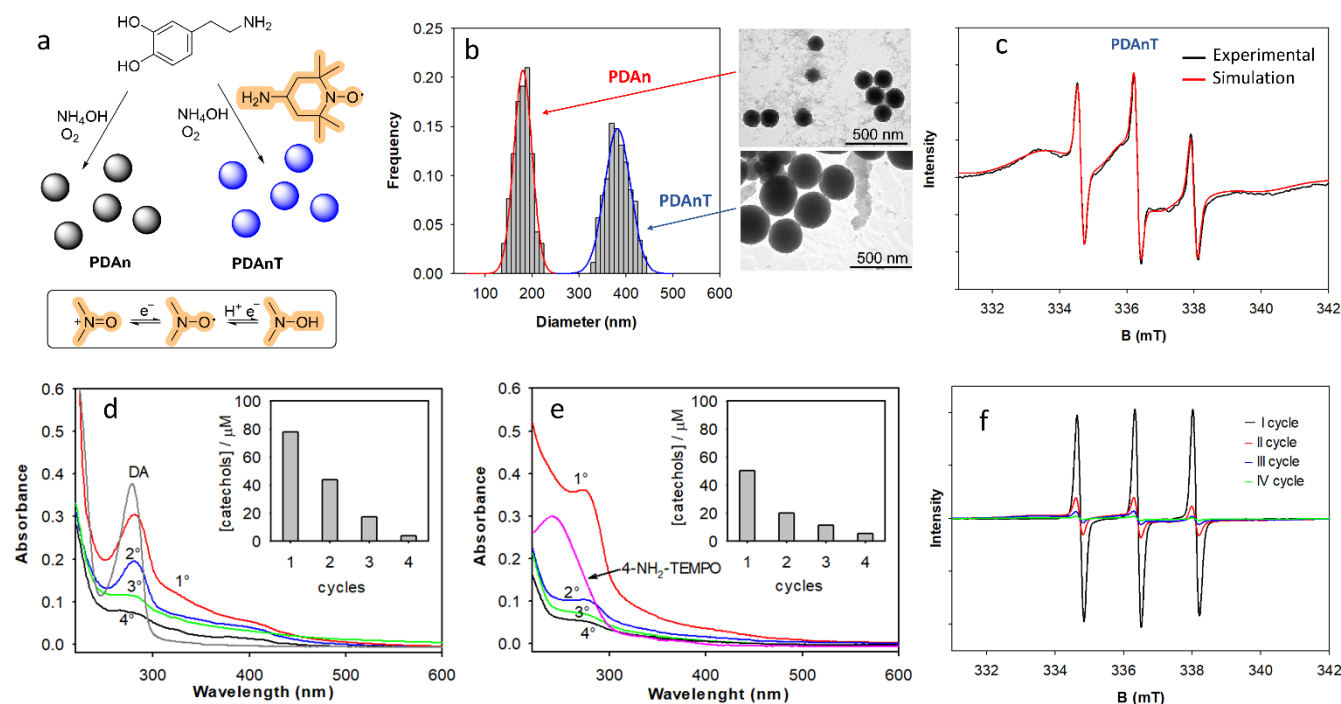 a
HO
HO
NH2
NH4OH
O2
NH4OH
O2
H2N
N-O•
PDAn
PDAnT
+N=O
e−
N-O•
H+ e−
N-OH
b
Frequency
0.25
0.20
0.15
0.10
0.05
0.00
100 200 300 400 500 600
Diameter (nm)
PDAn
PDAnT
500 nm
500 nm
c
PDAnT
Experimental
Simulation
Intensity
332 334 336 338 340 342
B (mT)
d
Absorbance
0.6
0.5
0.4
0.3
0.2
0.1
0.0
300 400 500 600
Wavelength (nm)
DA
1°
2°
3°
4°
[catechols] / µM
100
80
60
40
20
0
1 2 3 4
cycles
e
Absorbance
0.6
0.5
0.4
0.3
0.2
0.1
0.0
300 400 500 600
Wavelenght (nm)
1°
2°
3°
4°
4-NH2-TEMPO
[catechols] / µM
100
80
60
40
20
0
1 2 3 4
cycles
f
I cycle
II cycle
III cycle
IV cycle
Intensity
332 334 336 338 340 342
B (mT)